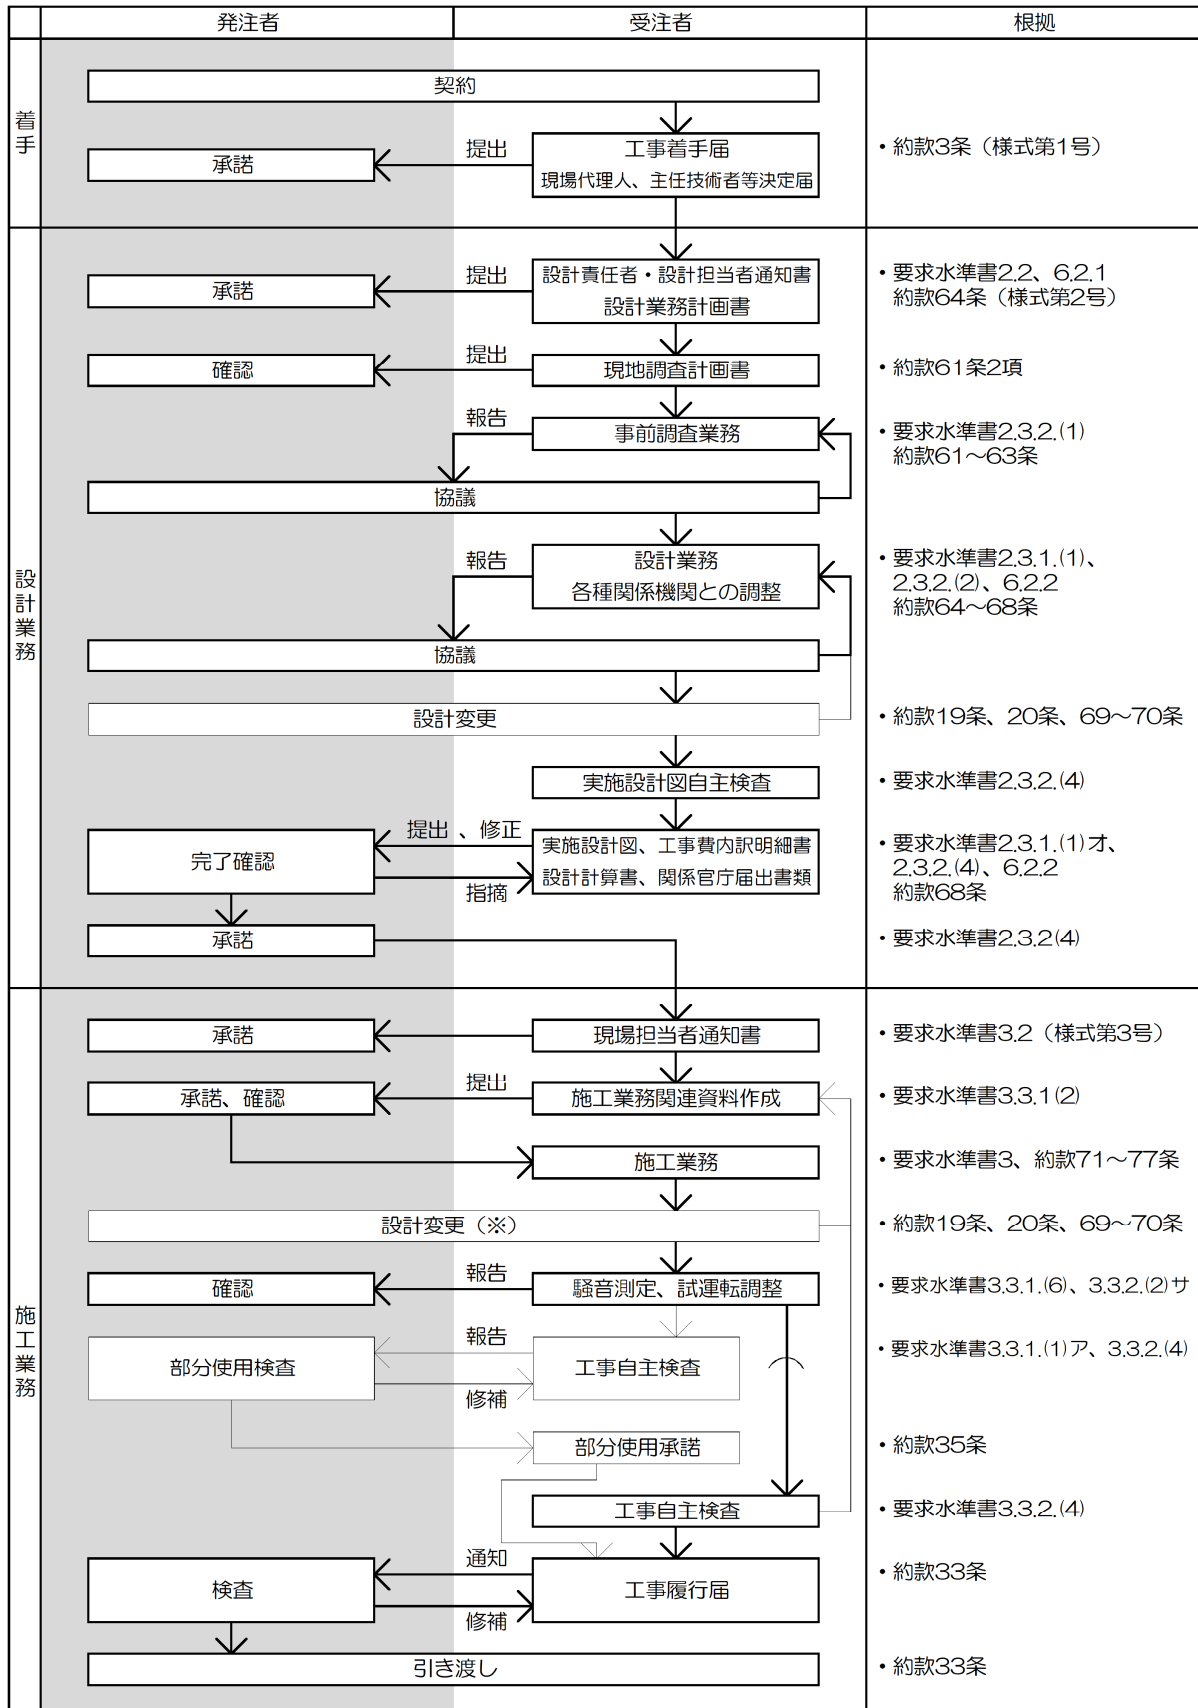 発注者
受注者
根拠
着手
契約
提出
承諾
工事着手届
現場代理人、主任技術者等決定届
・約款3条（様式第1号）
設計業務
提出
承諾
設計責任者・設計担当者通知書
設計業務計画書
・要求水準書2.2、6.2.1
約款64条（様式第2号）
提出
確認
現地調査計画書
・約款61条2項
報告
事前調査業務
・要求水準書2.3.2.(1)
約款61～63条
協議
報告
設計業務
各種関係機関との調整
・要求水準書2.3.1.(1)、
2.3.2.(2)、6.2.2
約款64～68条
協議
設計変更
・約款19条、20条、69～70条
実施設計図自主検査
・要求水準書2.3.2.(4)
提出 、修正
完了確認
指摘
実施設計図、工事費内訳明細書
設計計算書、関係官庁届出書類
・要求水準書2.3.1.(1)オ、
2.3.2.(4)、6.2.2
約款68条
承諾
・要求水準書2.3.2(4)
施工業務
承諾
現場担当者通知書
・要求水準書3.2（様式第3号）
提出
承諾、確認
施工業務関連資料作成
・要求水準書3.3.1(2)
施工業務
・要求水準書3、約款71～77条
設計変更（※）
・約款19条、20条、69～70条
報告
確認
騒音測定、試運転調整
・要求水準書3.3.1.(6)、3.3.2.(2)サ
報告
部分使用検査
修補
工事自主検査
・要求水準書3.3.1.(1)ア、3.3.2.(4)
部分使用承諾
・約款35条
工事自主検査
・要求水準書3.3.2.(4)
通知
検査
修補
工事履行届
・約款33条
引き渡し
・約款33条